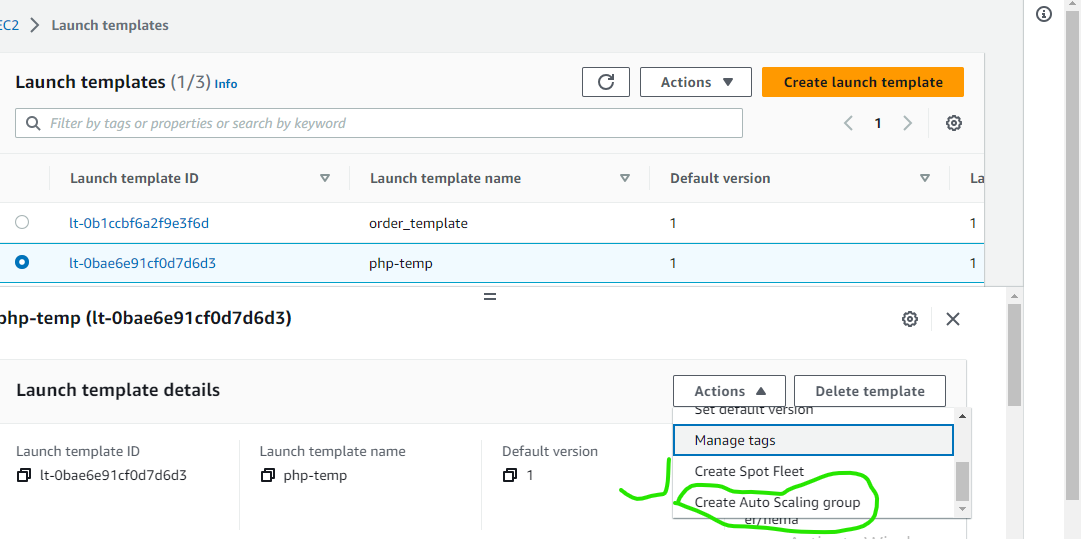 EC2 > Launch templates
Launch templates (1/3) Info
Actions
Create launch template
Filter by tags or properties or search by keyword
1
Launch template ID
Launch template name
Default version
La
lt-0b1ccbf6a2f9e3f6d
order_template
1
1
lt-0bae6e91cf0d7d6d3
php-temp
1
1
php-temp (lt-0bae6e91cf0d7d6d3)
Launch template details
Actions
Delete template
Set default version
Manage tags
Create Spot Fleet
Create Auto Scaling group
Launch template ID
lt-0bae6e91cf0d7d6d3
Launch template name
php-temp
Default version
1